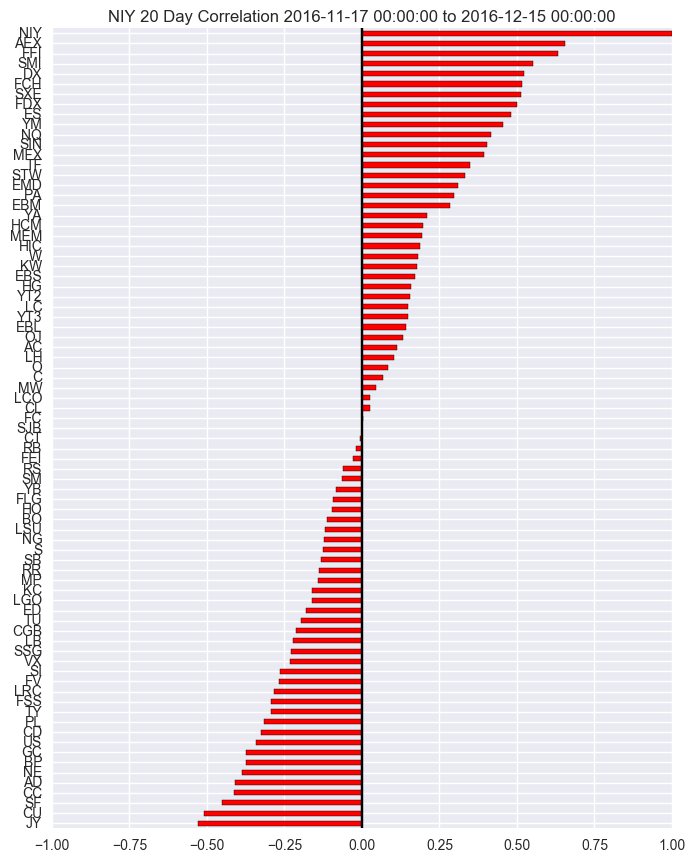 NIY 20 Day Correlation 2016-11-17 00:00:00 to 2016-12-15 00:00:00
NIY
AEX
FFI
SMI
DX
FCH
SXE
FDX
ES
YM
NQ
SIN
MFX
TF
STW
EMD
PA
EBM
YA
HCM
MEM
HIC
W
KW
EBS
HG
YT2
LC
YT3
EBL
OJ
AC
LH
O
C
MW
LCO
CL
FC
SJB
CT
RB
FEI
RS
SM
YB
FLG
HO
BO
LSU
NG
S
SB
RR
MP
KC
LGO
ED
TU
CGB
LB
SSG
VX
SI
FV
LRC
FSS
TY
PL
CD
US
GC
BP
NE
AD
CC
SF
CU
JY
−1.00 −0.75 −0.50 −0.25 0.00 0.25 0.50 0.75 1.00